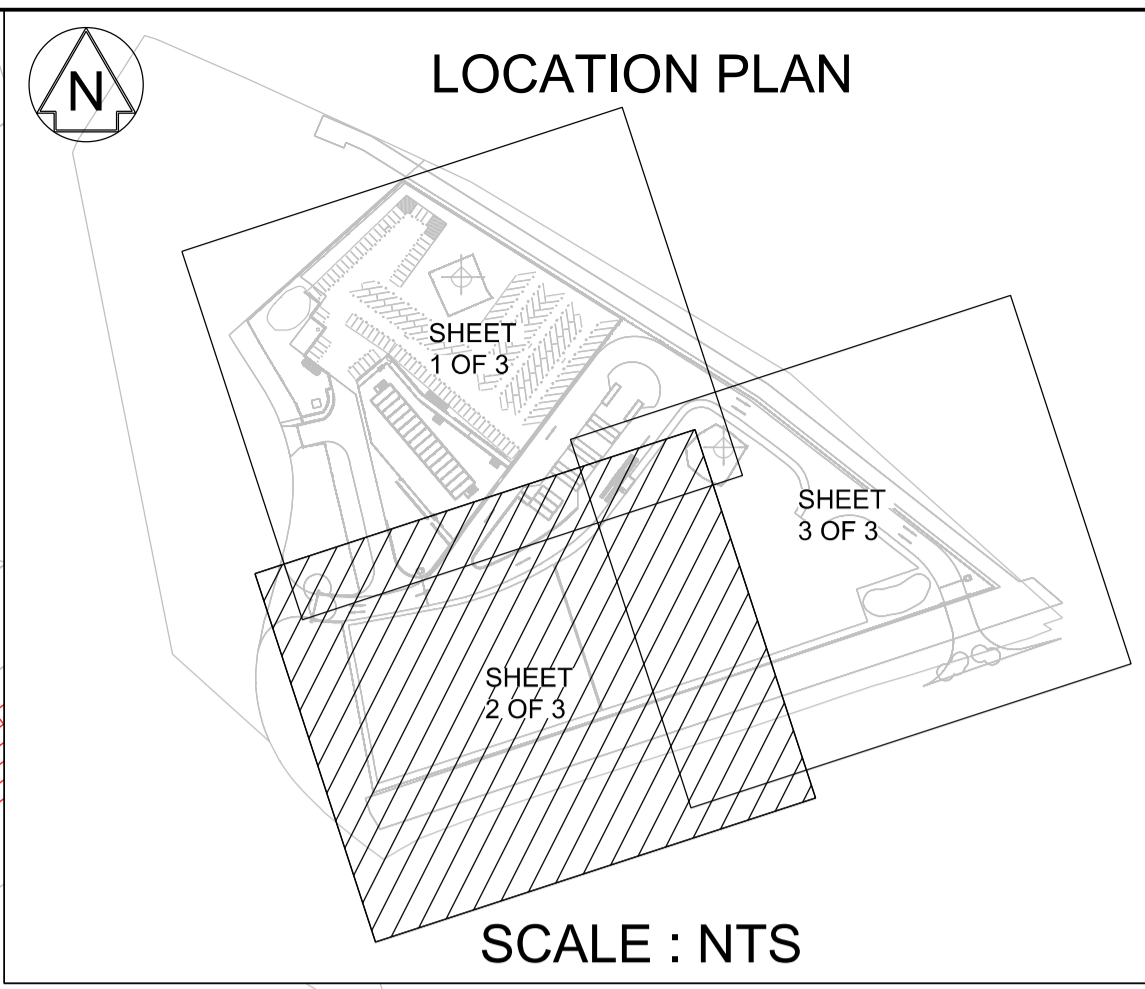 N
LOCATION PLAN
SHEET
1 OF 3
SHEET
3 OF 3
SHEET
2 OF 3
SCALE : NTS